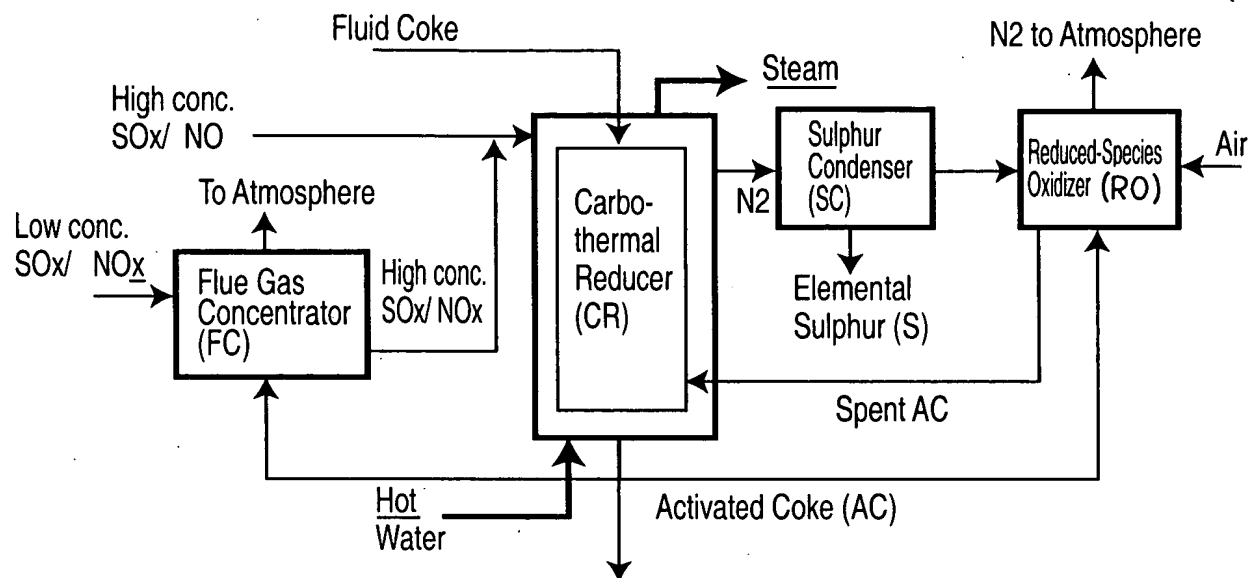 Fluid Coke
N2 to Atmosphere
Steam
High conc.
SOx/ NO
Sulphur
Condenser
(SC)
Reduced-Species
Oxidizer (RO)
Air
To Atmosphere
N2
Low conc.
SOx/ NOx
Carbo-
thermal
Reducer
(CR)
Flue Gas
Concentrator
(FC)
High conc.
SOx/ NOx
Elemental
Sulphur (S)
Spent AC
Hot
Water
Activated Coke (AC)